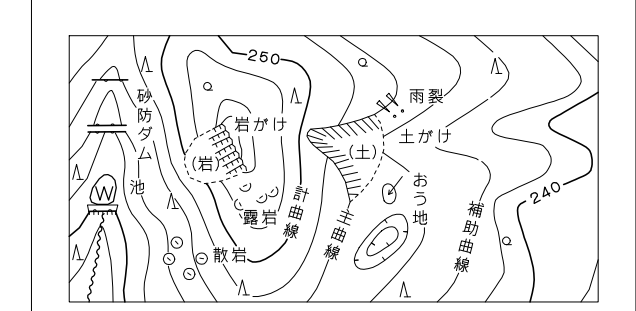 250
雨裂
砂防ダム
岩がけ
土がけ
(岩)
(土)
池
W
おう地
240
計曲線
主曲線
補助曲線
露岩
散岩